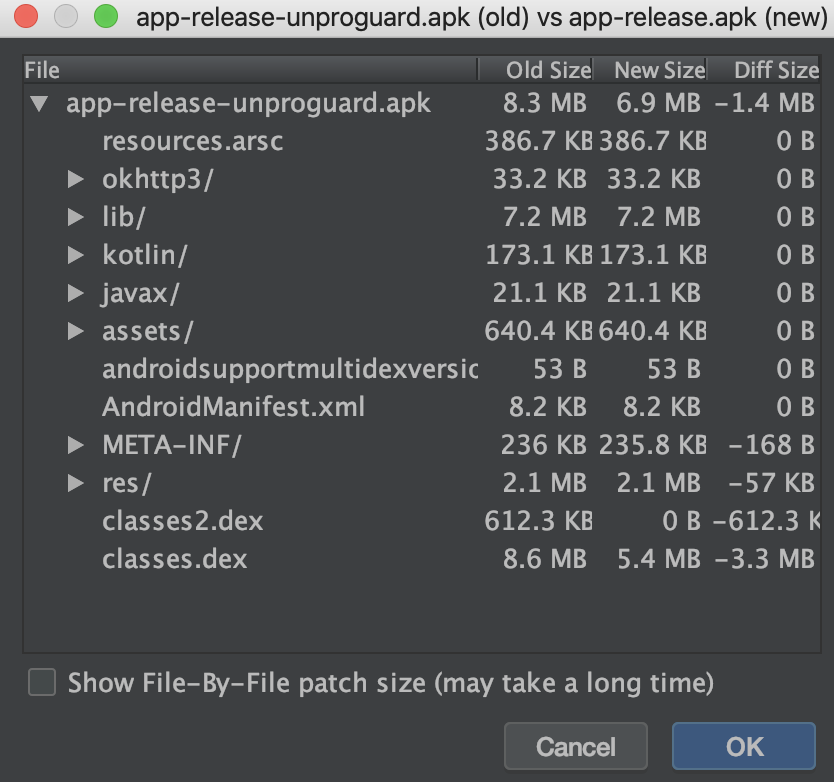 app-release-unproguard.apk (old) vs app-release.apk (new)
File Old Size New Size Diff Size
app-release-unproguard.apk 8.3 MB 6.9 MB -1.4 MB
resources.arsc 386.7 KB 386.7 KB 0 B
okhttp3/ 33.2 KB 33.2 KB 0 B
lib/ 7.2 MB 7.2 MB 0 B
kotlin/ 173.1 KB 173.1 KB 0 B
javax/ 21.1 KB 21.1 KB 0 B
assets/ 640.4 KB 640.4 KB 0 B
androidsupportmultidexversic 53 B 53 B 0 B
AndroidManifest.xml 8.2 KB 8.2 KB 0 B
META-INF/ 236 KB 235.8 KB -168 B
res/ 2.1 MB 2.1 MB -57 KB
classes2.dex 612.3 KB 0 B -612.3 K
classes.dex 8.6 MB 5.4 MB -3.3 MB
Show File-By-File patch size (may take a long time)
Cancel OK